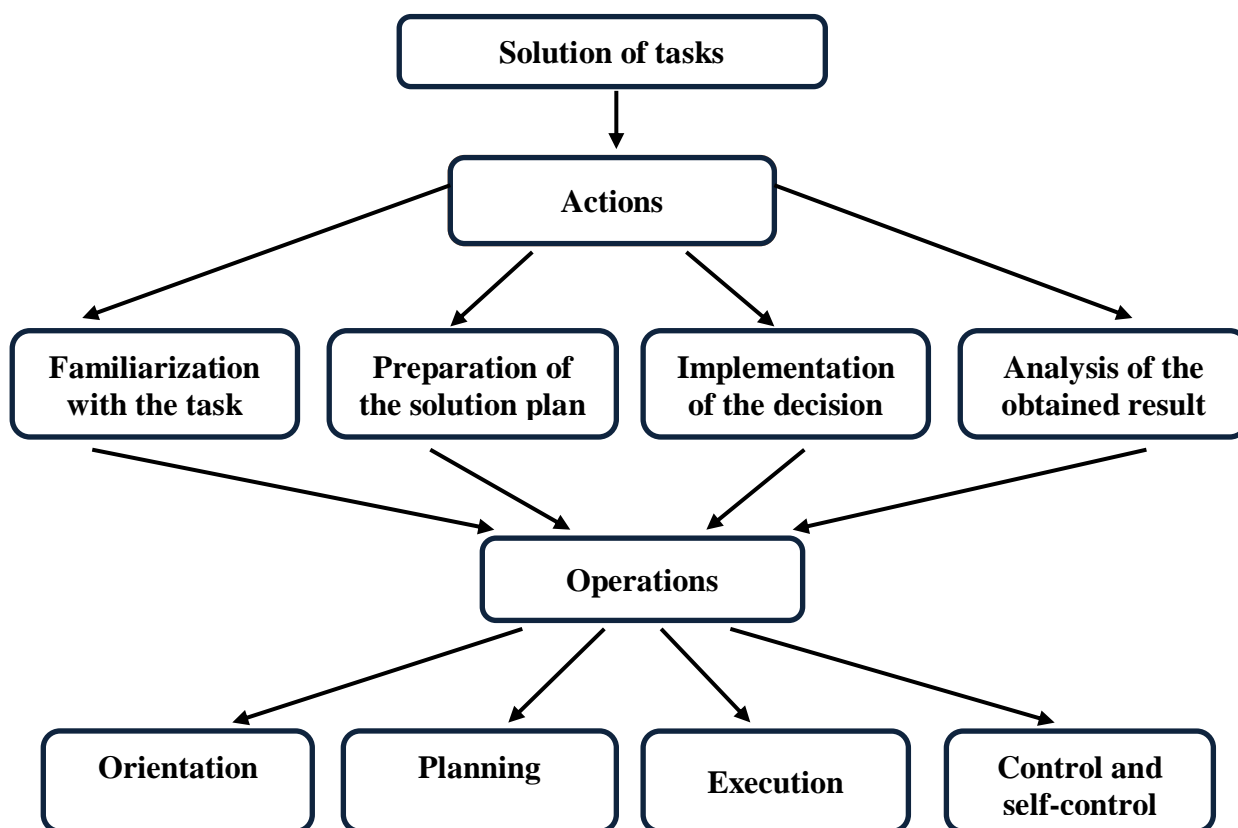 Solution of tasks
Actions
Familiarization
with the task
Preparation of
the solution plan
Implementation
of the decision
Analysis of the
obtained result
Operations
Orientation
Planning
Execution
Control and
self-control